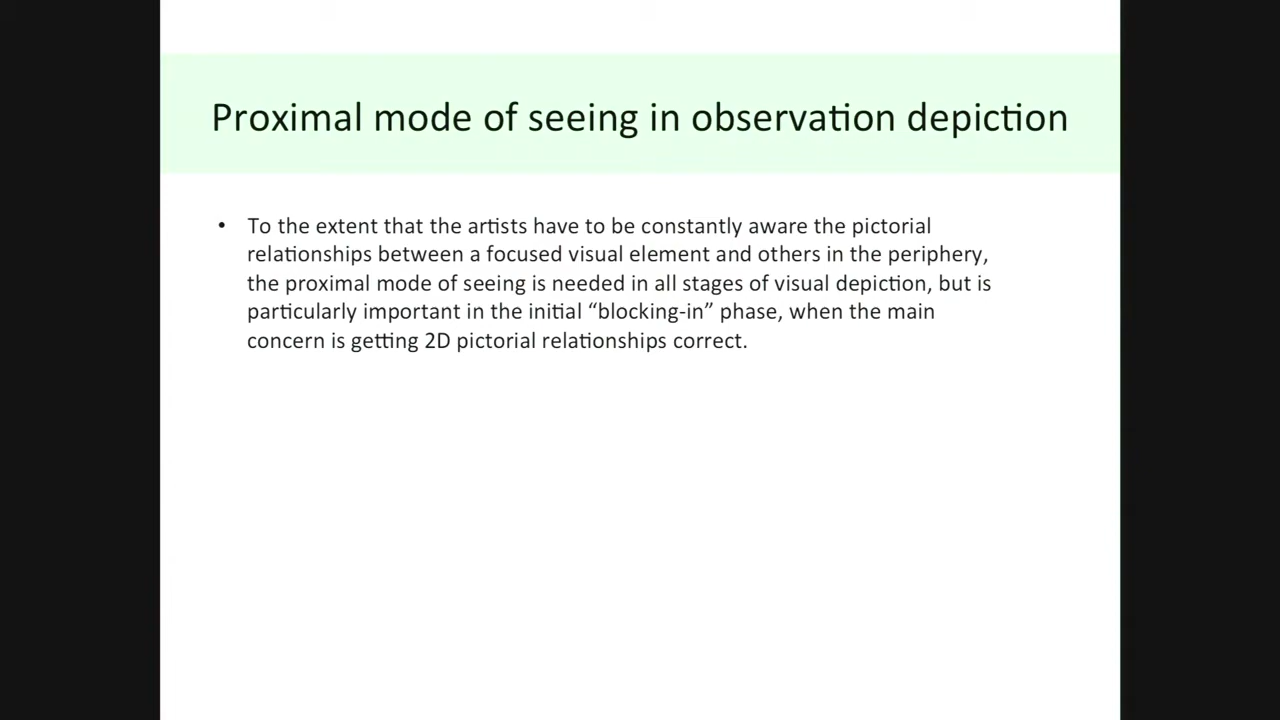 Proximal mode of seeing in observation depiction
• To the extent that the artists have to be constantly aware the pictorial
relationships between a focused visual element and others in the periphery,
the proximal mode of seeing is needed in all stages of visual depiction, but is
particularly important in the initial “blocking-in” phase, when the main
concern is getting 2D pictorial relationships correct.